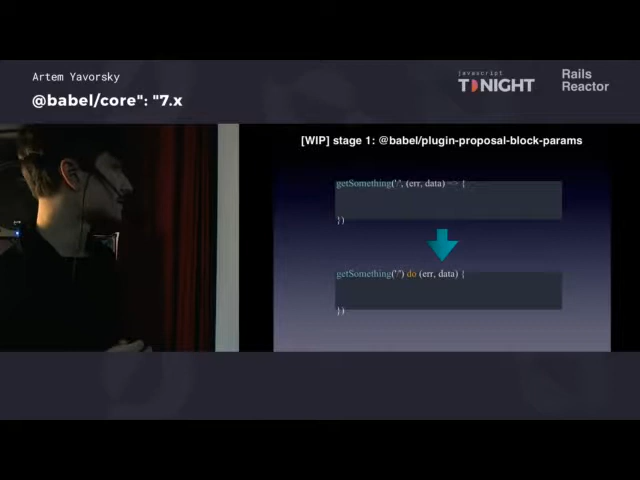 Artem Yavorsky
@babel/core": "7.x
javascript
TONIGHT
Rails
Reactor
[WIP] stage 1: @babel/plugin-proposal-block-params
getSomething('/', (err, data) => {
})
getSomething('/') do (err, data) {
})